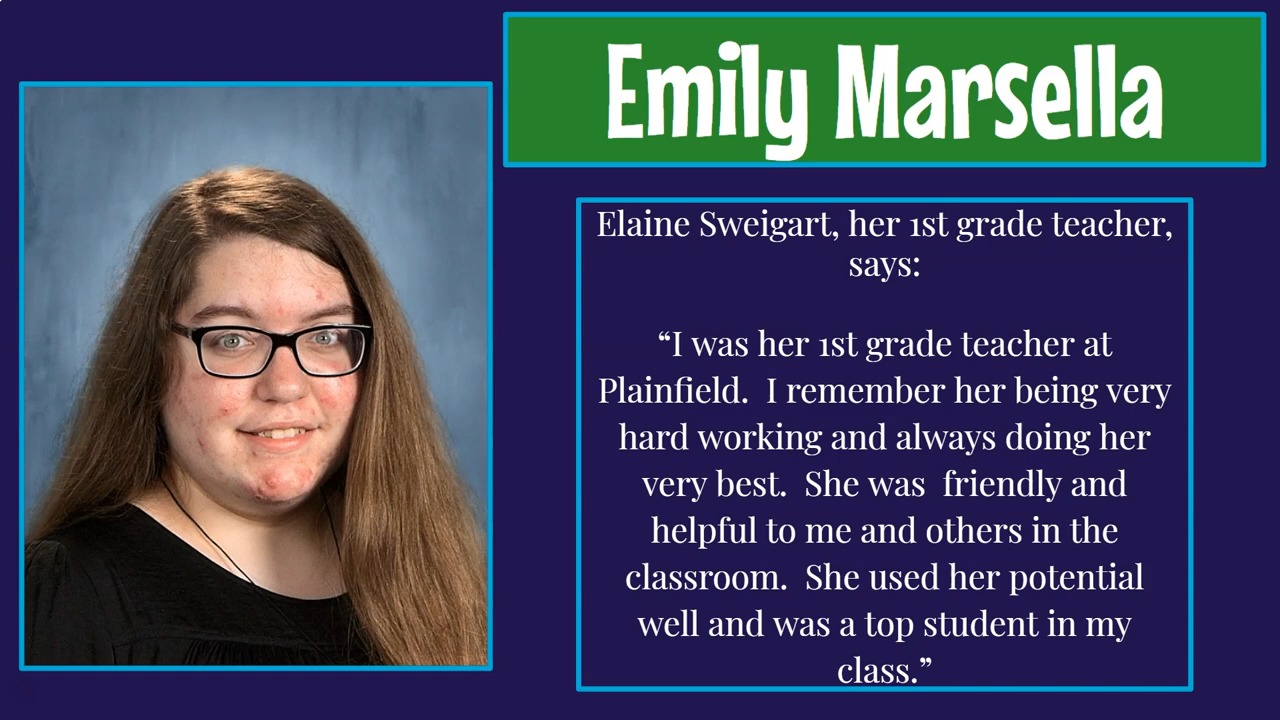 Emily Marsella
Elaine Sweigart, her 1st grade teacher,
says:
“I was her 1st grade teacher at
Plainfield.  I remember her being very
hard working and always doing her
very best.  She was  friendly and
helpful to me and others in the
classroom.  She used her potential
well and was a top student in my
class.”